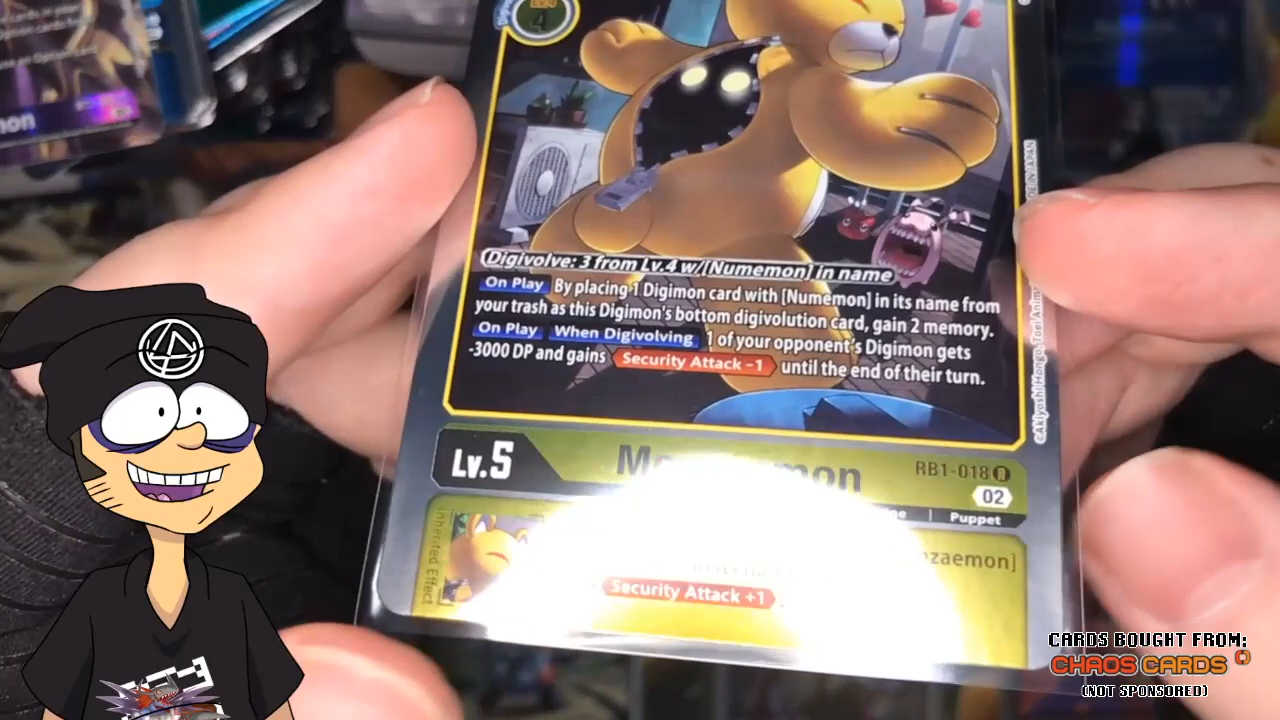 4
Digivolve: 3 from Lv.4 w/[Numemon] in name
On Play By placing 1 Digimon card with [Numemon] in its name from
your trash as this Digimon's bottom digivolution card, gain 2 memory.
On Play When Digivolving 1 of your opponent's Digimon gets
-3000 DP and gains Security Attack -1 until the end of their turn.
Lv.5
RB1-018 R
02
Puppet
Inherited Effect
Security Attack +1
CARDS BOUGHT FROM:
CHAOS CARDS
(NOT SPONSORED)